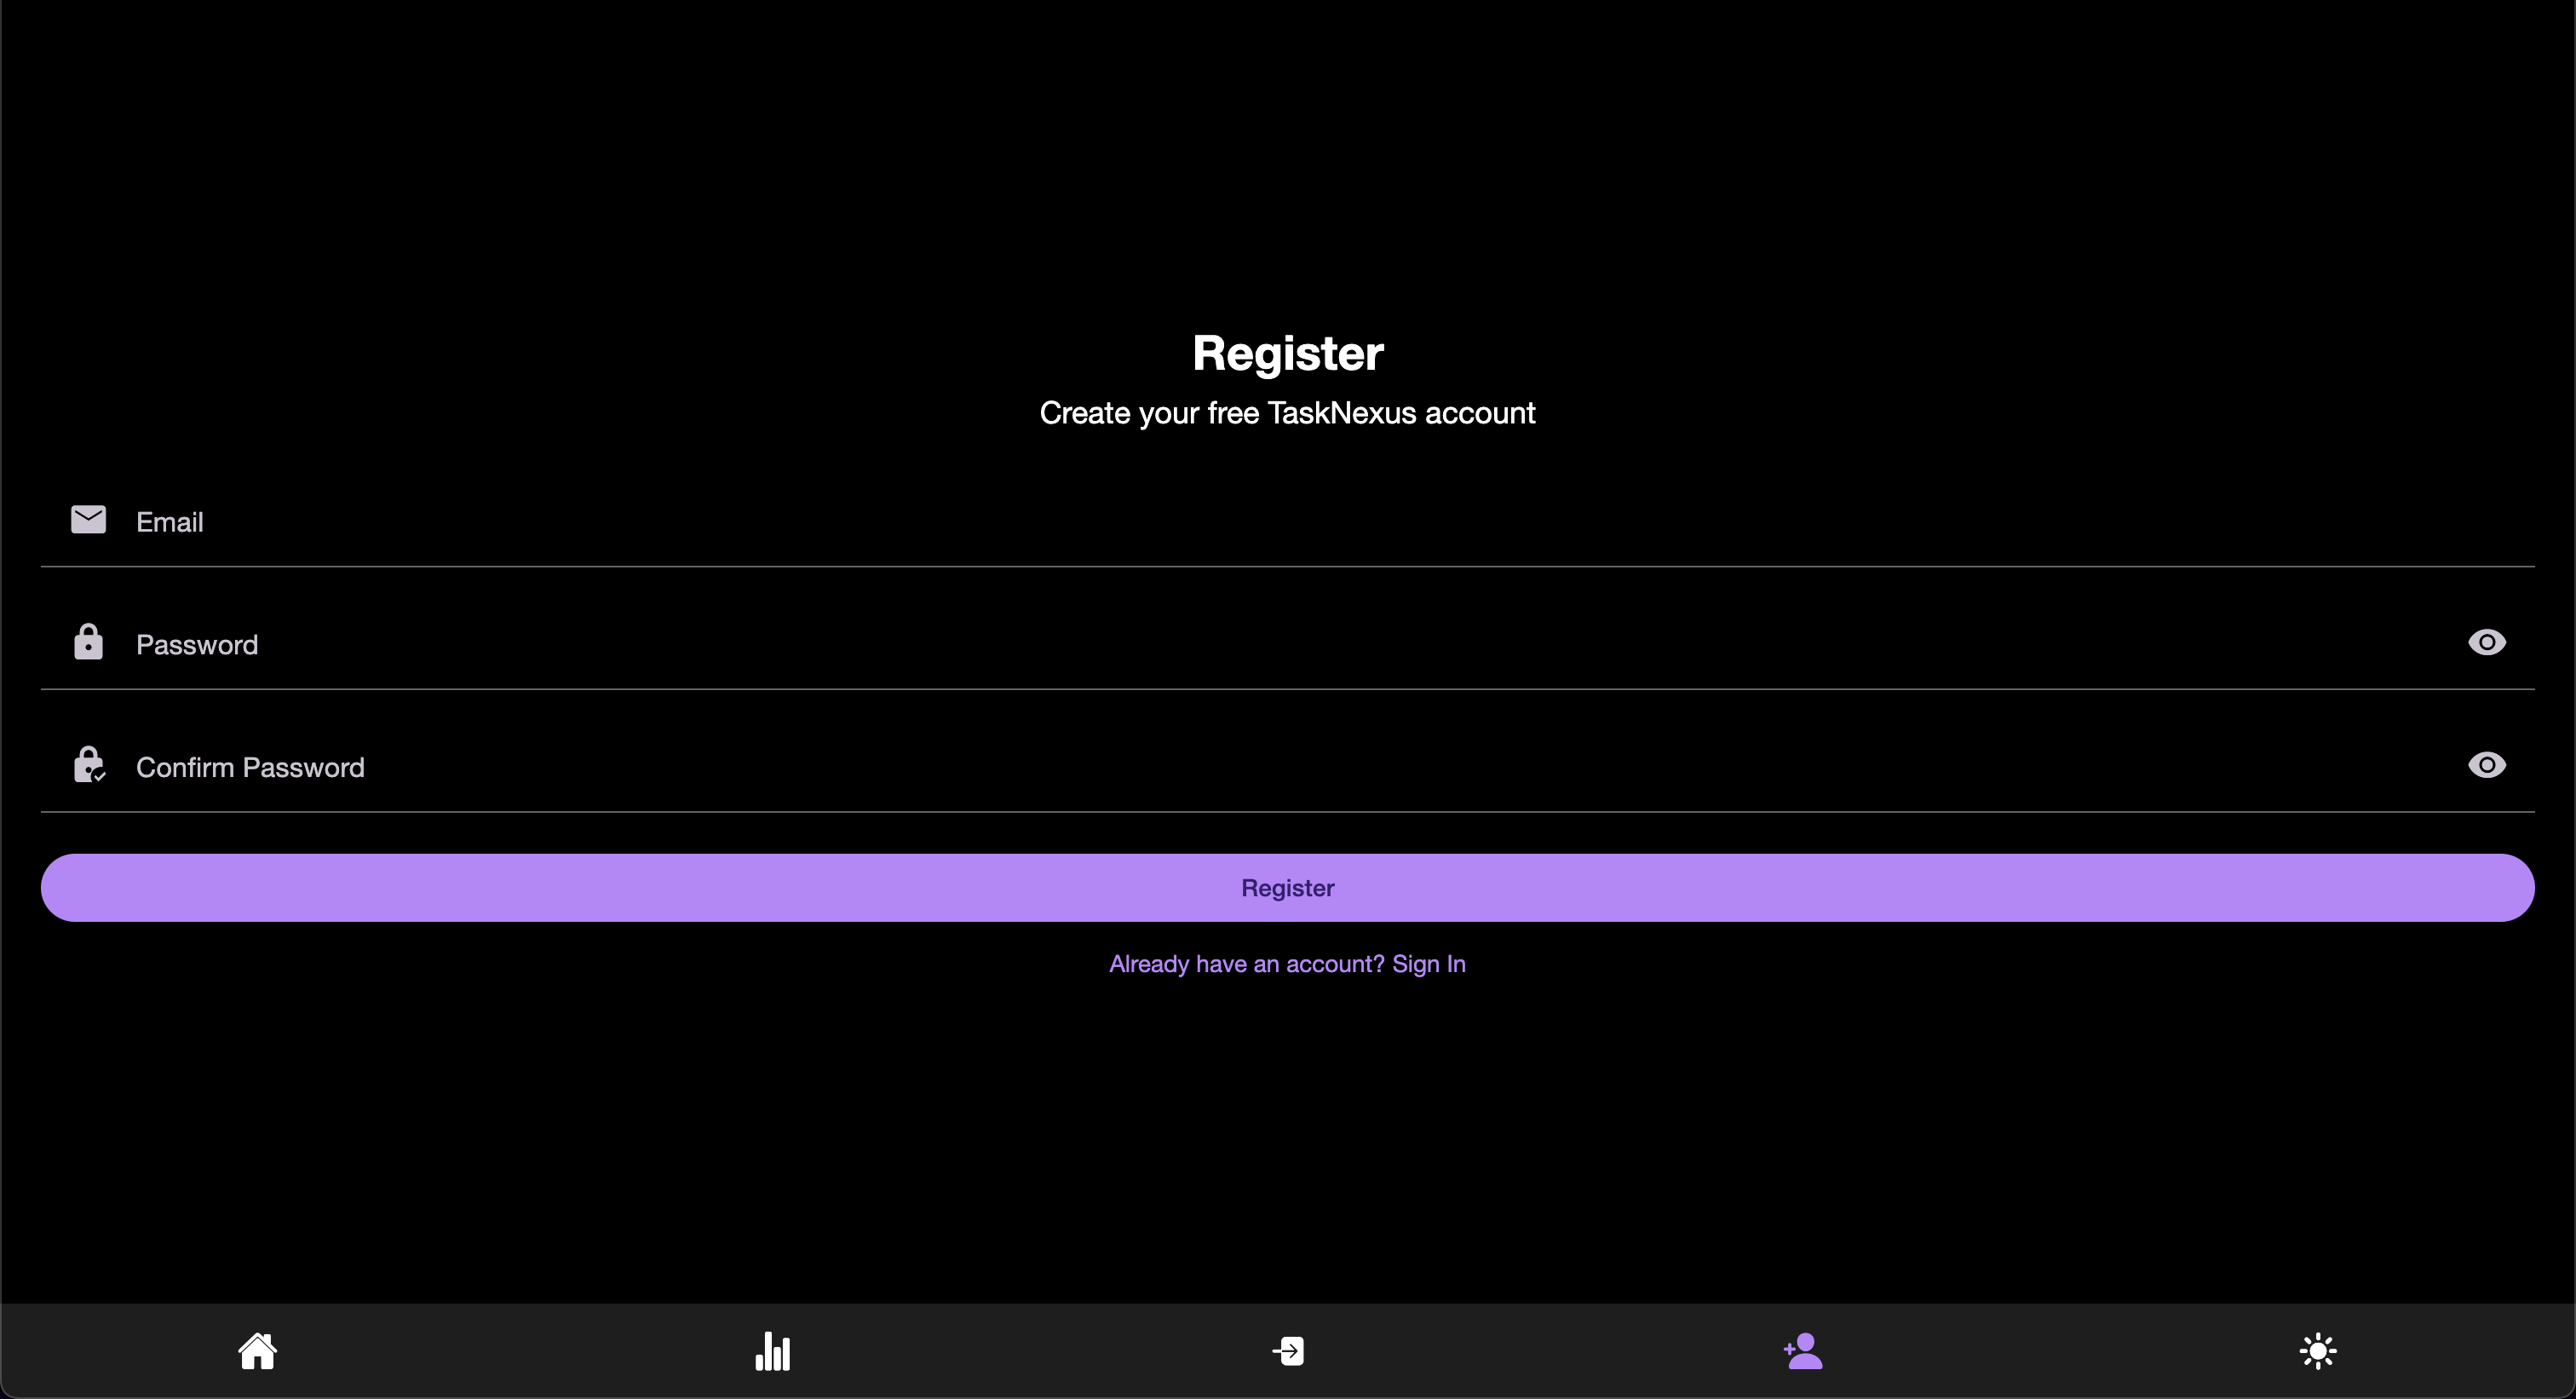 Register
Create your free TaskNexus account
Email
Password
Confirm Password
Register
Already have an account? Sign In